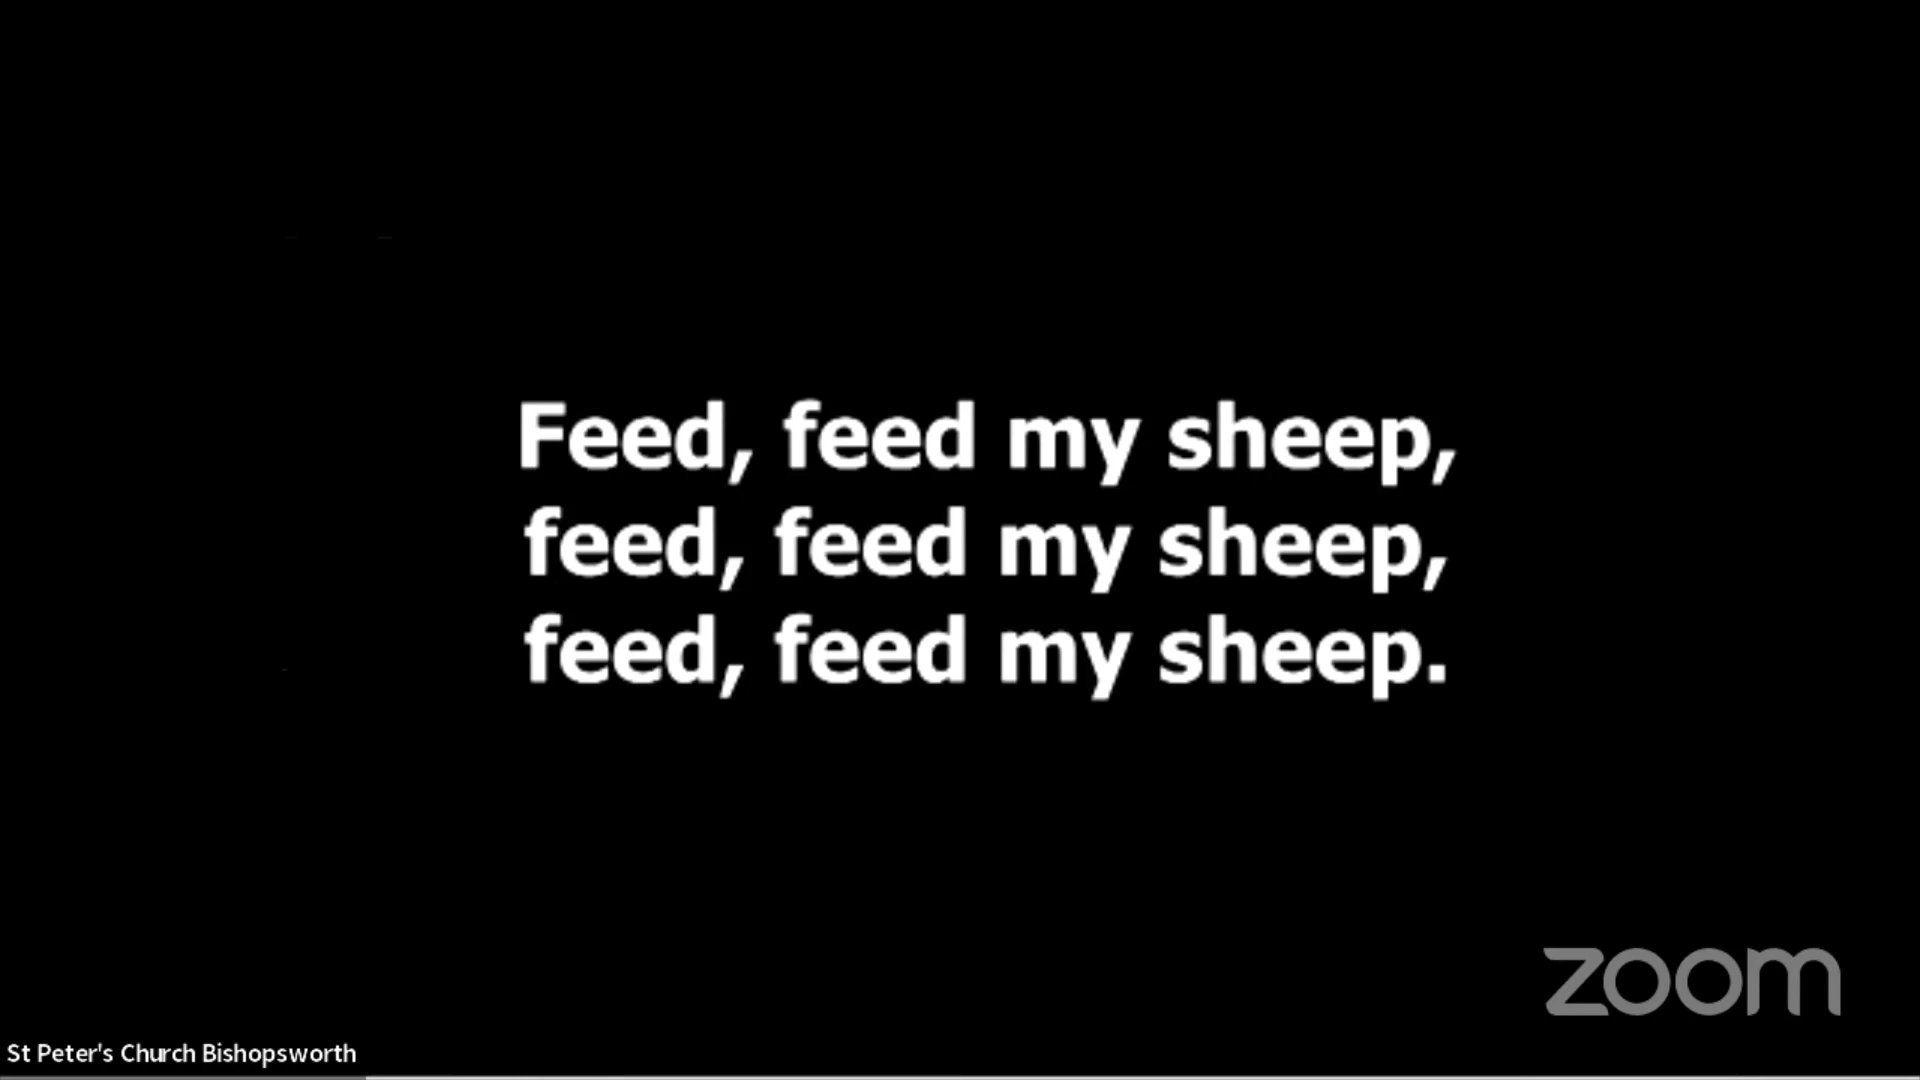 Feed, feed my sheep,
feed, feed my sheep,
feed, feed my sheep.
zoom
St Peter's Church Bishopsworth